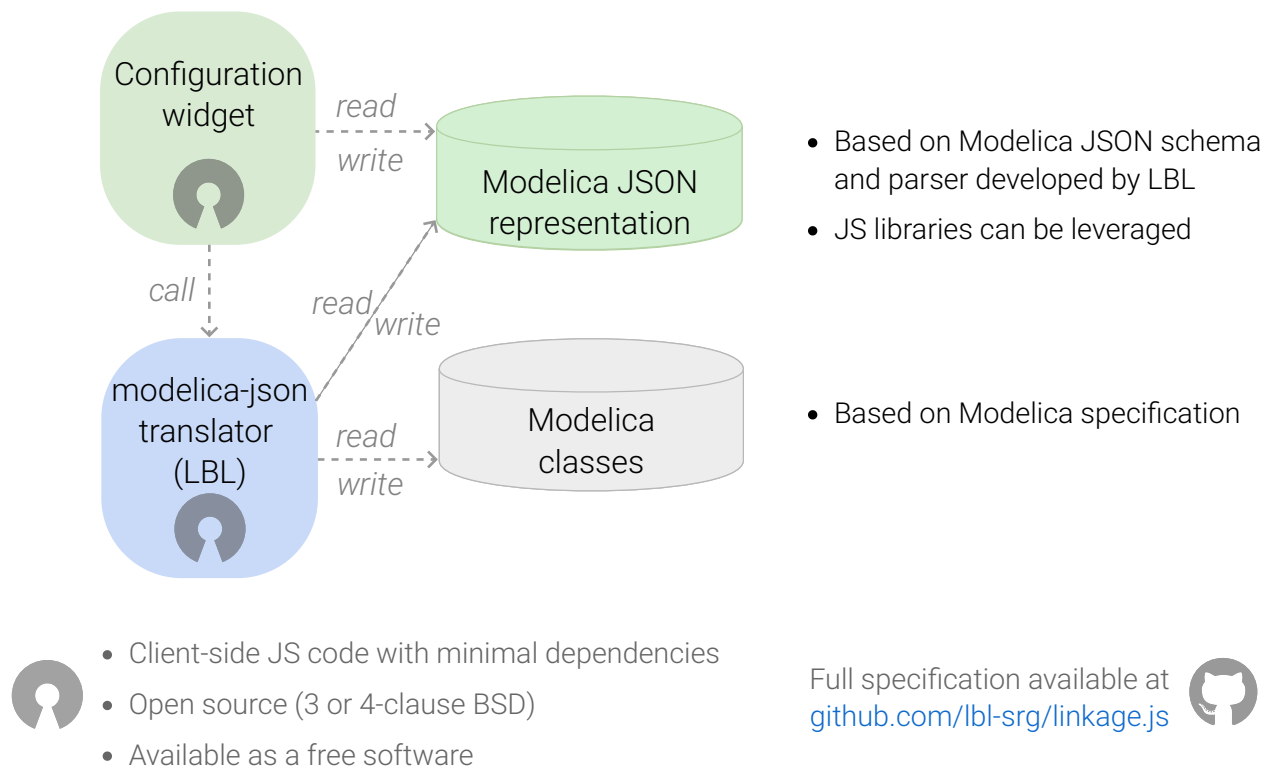 Configuration
widget
read
write
Modelica JSON
representation
• Based on Modelica JSON schema
and parser developed by LBL
• JS libraries can be leveraged
call
read
write
modelica-json
translator
(LBL)
read
write
Modelica
classes
• Based on Modelica specification
• Client-side JS code with minimal dependencies
• Open source (3 or 4-clause BSD)
• Available as a free software
Full specification available at
github.com/lbl-srg/linkage.js